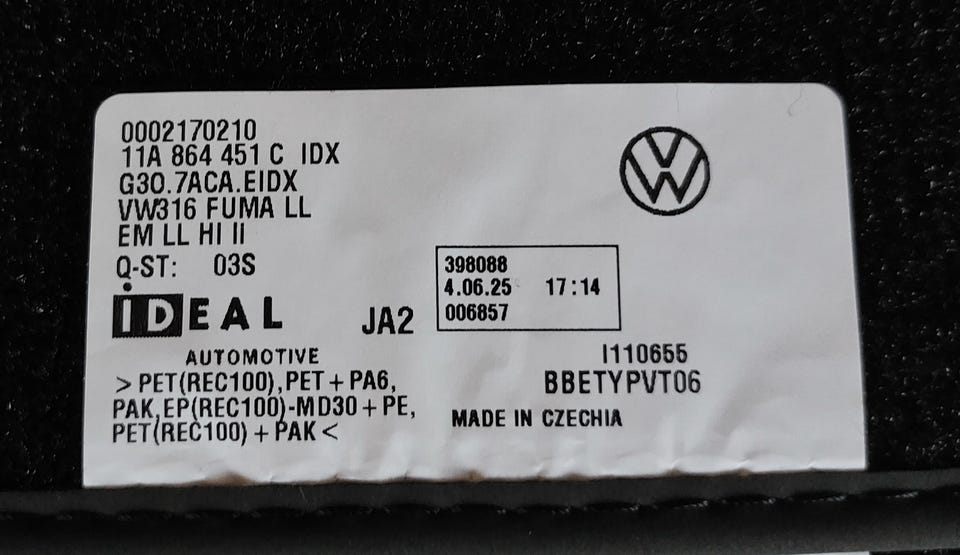 0002170210
11A 864 451 C IDX
G30.7ACA.EIDX
VW316 FUMA LL
EM LL HI II
Q-ST: 03S
398088
4.06.25 17:14
006857
IDEAL
JA2
AUTOMOTIVE
I110655
> PET(REC100),PET + PA6,
BBETYPVT06
PAK,EP(REC100)-MD30 + PE,
MADE IN CZECHIA
PET(REC100) + PAK <